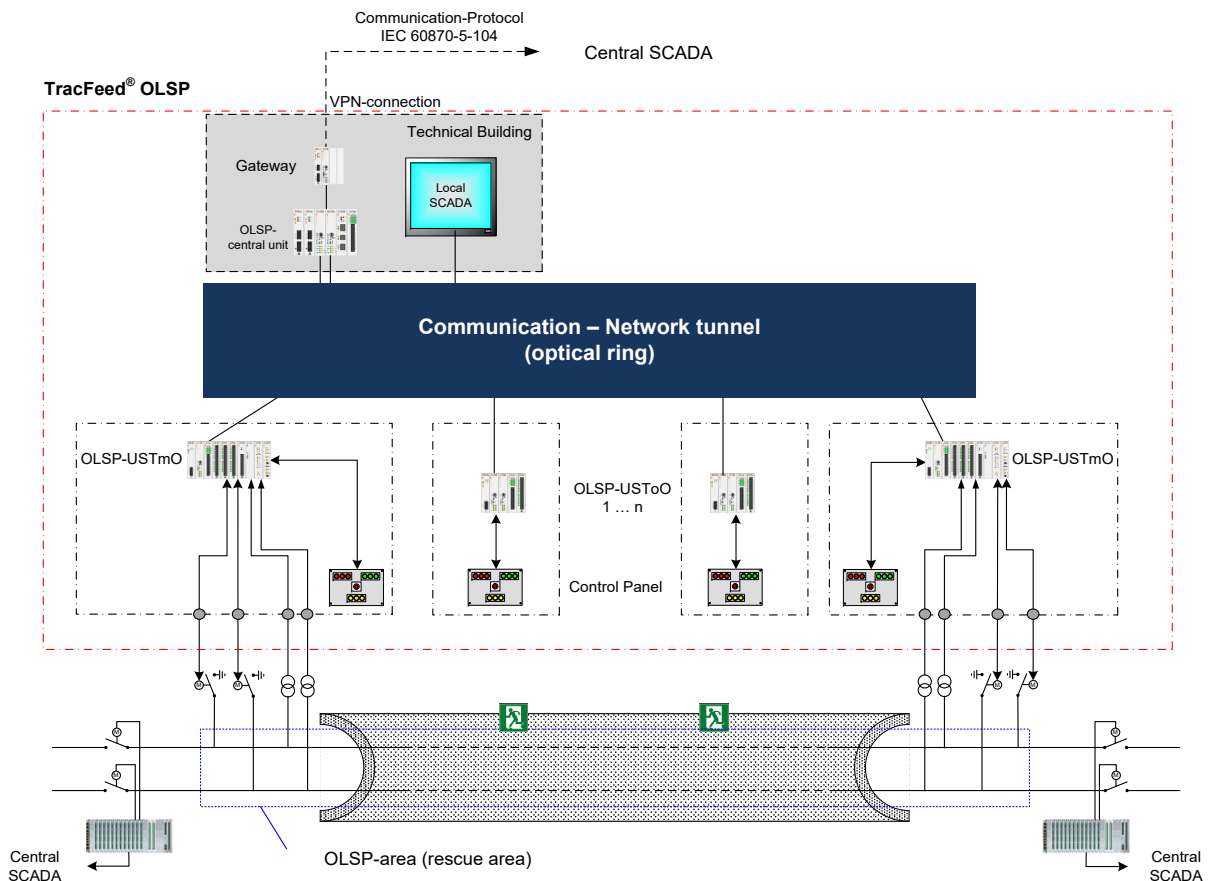 Communication-Protocol
IEC 60870-5-104
Central SCADA
TracFeed® OLSP
VPN-connection
Technical Building
Gateway
Local
SCADA
OLSP-
central unit
Communication – Network tunnel
(optical ring)
OLSP-USTmO
OLSP-USToO
1 ... n
OLSP-USTmO
Control Panel
M
M
M
M
M
M
M
M
OLSP-area (rescue area)
Central
SCADA
Central
SCADA